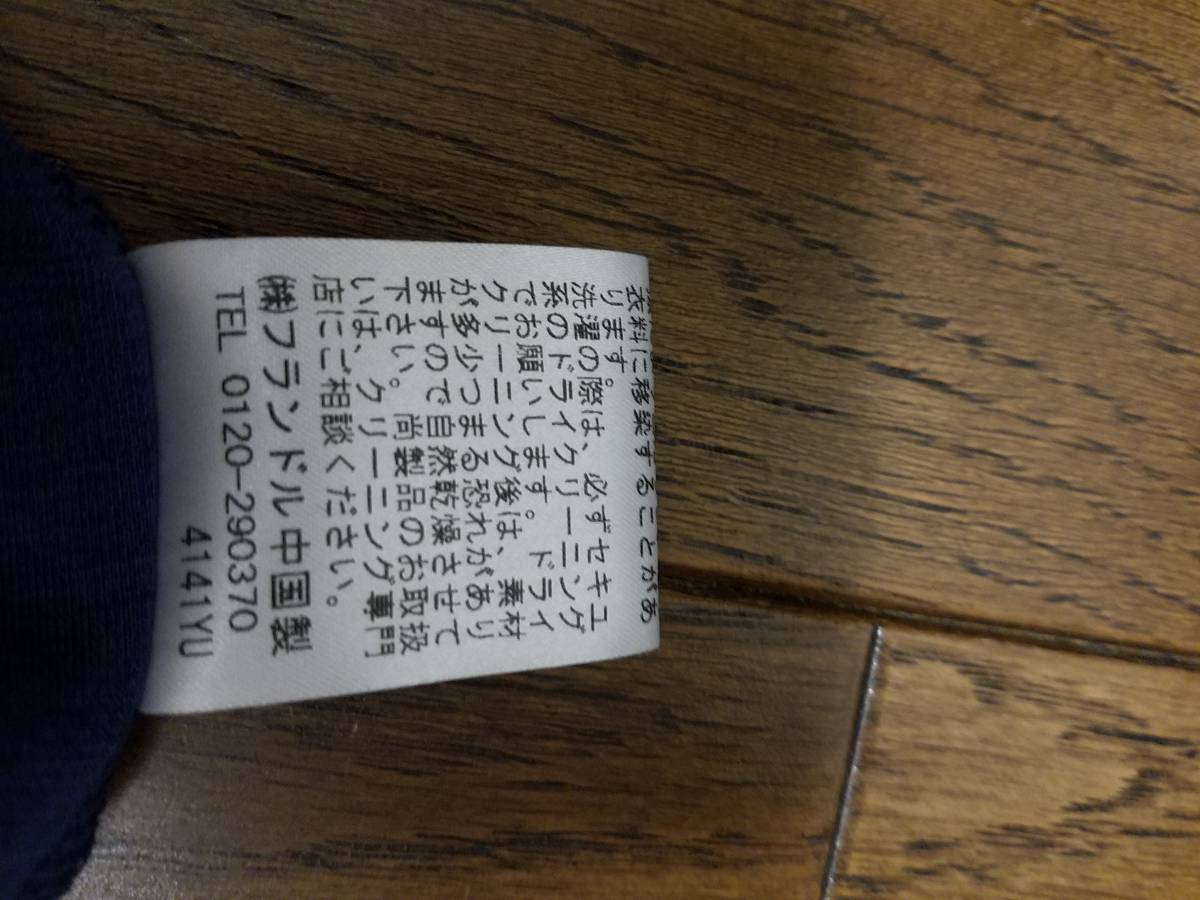 衣料に移染することがあ
ります。
洗濯の際は、必ずセキユ
系のドライクリーニング
でお願いします。ドライ
クリーニング後は、素材
が多少つまる恐れがあり
ますので自然乾燥させて
下さい。尚製品のお取扱
いは、クリーニング専門
店にご相談ください。
㈱フランドル中国製
TEL 0120-290370
4141YU